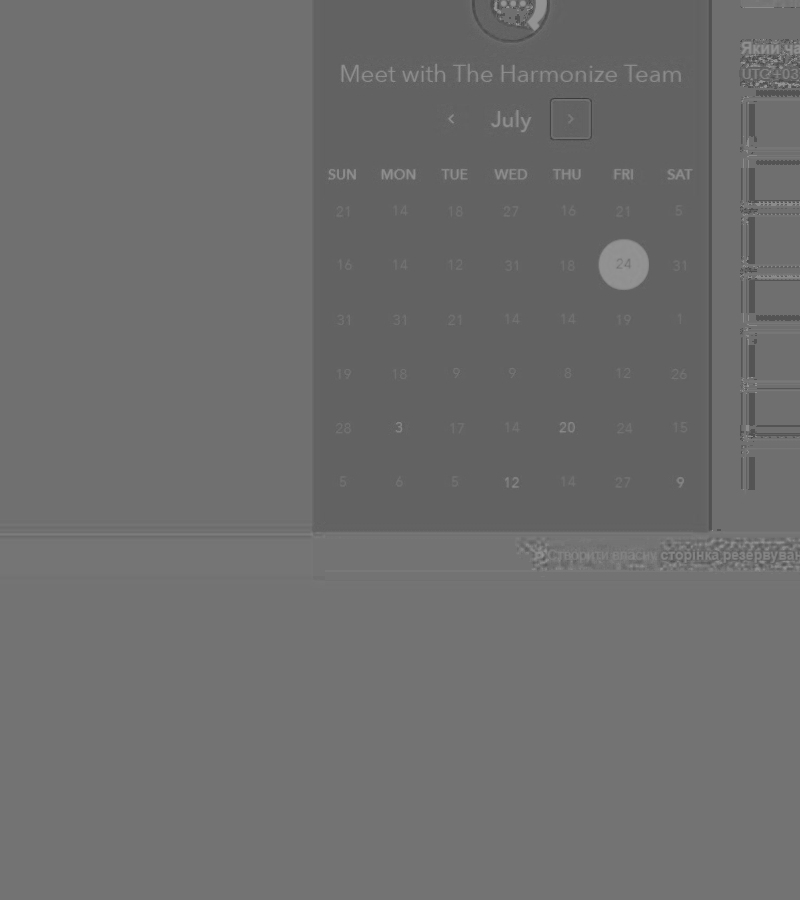 Який ча
Meet with The Harmonize Team
UTC+03
July
SUN MON TUE WED THU FRI SAT
21 14 18 27 16 21 5
16 14 12 31 18 24 31
31 31 21 14 14 19 1
19 18 9 9 8 12 26
28 3 17 14 20 24 15
5 6 5 12 14 27 9
Створити власну сторінка резервуван